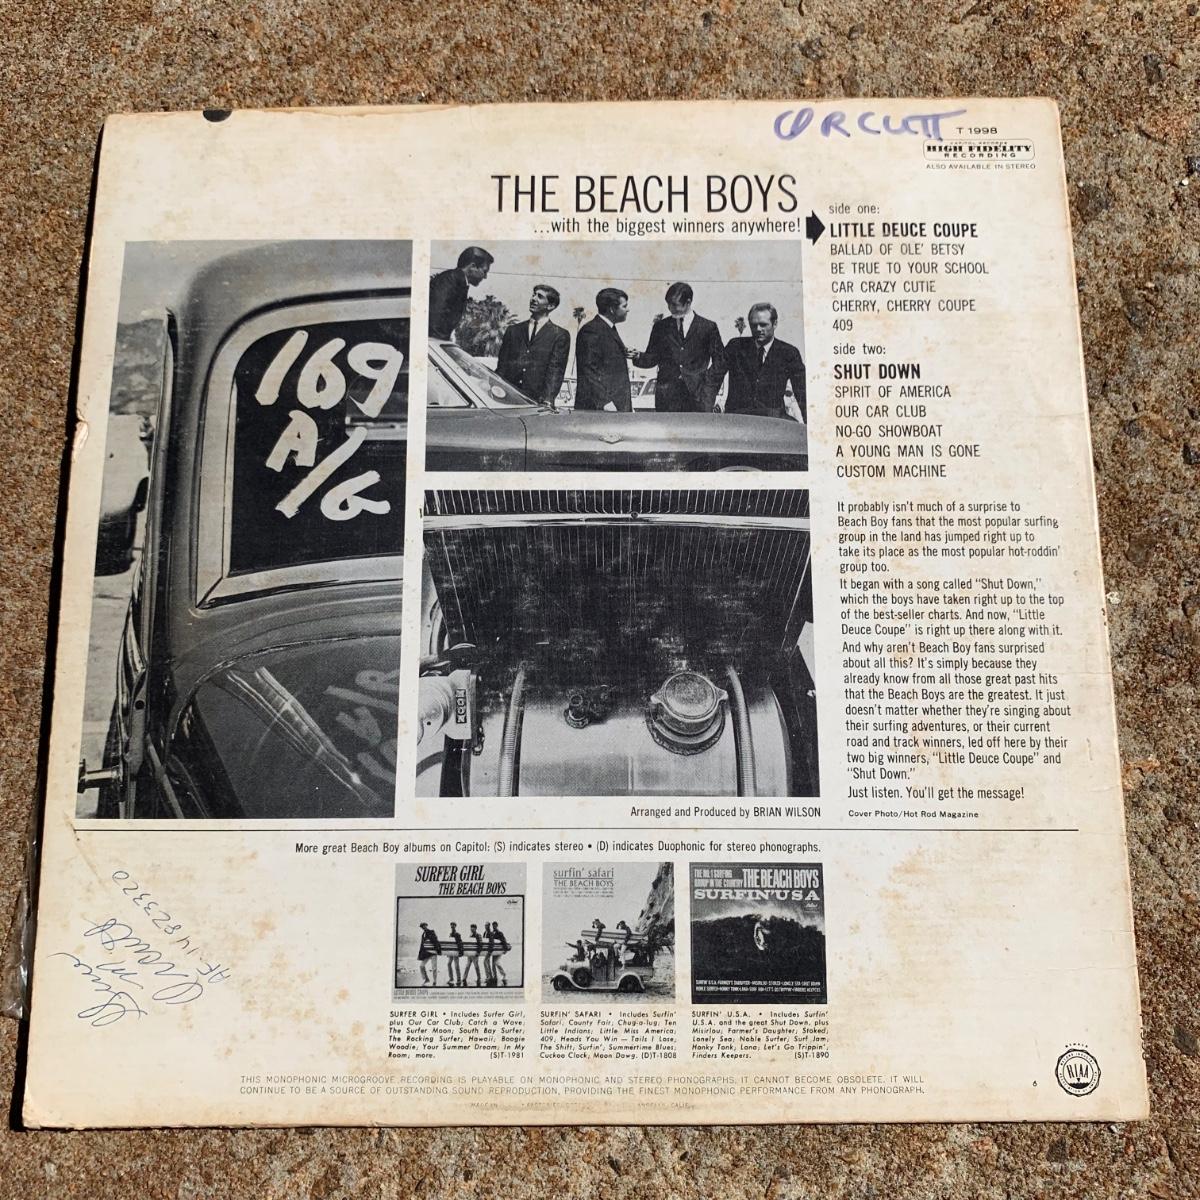 ORCUTT
T 1998
CAPITOL RECORDS
HIGH FIDELITY
RECORDING
ALSO AVAILABLE IN STEREO
THE BEACH BOYS
...with the biggest winners anywhere!
side one:
LITTLE DEUCE COUPE
BALLAD OF OLE' BETSY
BE TRUE TO YOUR SCHOOL
CAR CRAZY CUTIE
CHERRY, CHERRY COUPE
409
side two:
SHUT DOWN
SPIRIT OF AMERICA
OUR CAR CLUB
NO-GO SHOWBOAT
A YOUNG MAN IS GONE
CUSTOM MACHINE
169
A/G
It probably isn't much of a surprise to
Beach Boy fans that the most popular surfing
group in the land has jumped right up to
take its place as the most popular hot-roddin'
group too.
It began with a song called "Shut Down,"
which the boys have taken right up to the top
of the best-seller charts. And now, "Little
Deuce Coupe" is right up there along with it.
And why aren't Beach Boy fans surprised
about all this? It's simply because they
already know from all those great past hits
that the Beach Boys are the greatest. It just
doesn't matter whether they're singing about
their surfing adventures, or their current
road and track winners, led off here by their
two big winners, "Little Deuce Coupe" and
"Shut Down."
Just listen. You'll get the message!
Cover Photo/Hot Rod Magazine
MOON
Arranged and Produced by BRIAN WILSON
More great Beach Boy albums on Capitol: (S) indicates stereo • (D) indicates Duophonic for stereo phonographs.
AF 14823320
SURFER GIRL
THE BEACH BOYS
surfin' safari
THE BEACH BOYS
THE NO. 1 SURFING
GROUP IN THE COUNTRY
THE BEACH BOYS
SURFIN' USA
SURFER GIRL • Includes Surfer Girl,
plus Our Car Club; Catch a Wave;
The Surfer Moon; South Bay Surfer;
The Rocking Surfer; Hawaii; Boogie
Woodie; Your Summer Dream; In My
Room; more. (S)T-1981
SURFIN' SAFARI • Includes Surfin'
Safari, County Fair; Chug-a-lug; Ten
Little Indians; Little Miss America;
409; Heads You Win — Tails I Lose;
The Shift; Surfin'; Summertime Blues;
Cuckoo Clock; Moon Dawg. (D)T-1808
SURFIN' U.S.A. • Includes Surfin'
U.S.A. and the great Shut Down, plus
Misirlou; Farmer's Daughter; Stoked;
Lonely Sea; Noble Surfer; Surf Jam;
Honky Tonk; Lana; Let's Go Trippin';
Finders Keepers. (S)T-1890
THIS MONOPHONIC MICROGROOVE RECORDING IS PLAYABLE ON MONOPHONIC AND STEREO PHONOGRAPHS. IT CANNOT BECOME OBSOLETE. IT WILL
CONTINUE TO BE A SOURCE OF OUTSTANDING SOUND REPRODUCTION, PROVIDING THE FINEST MONOPHONIC PERFORMANCE FROM ANY PHONOGRAPH.
6
RIAA